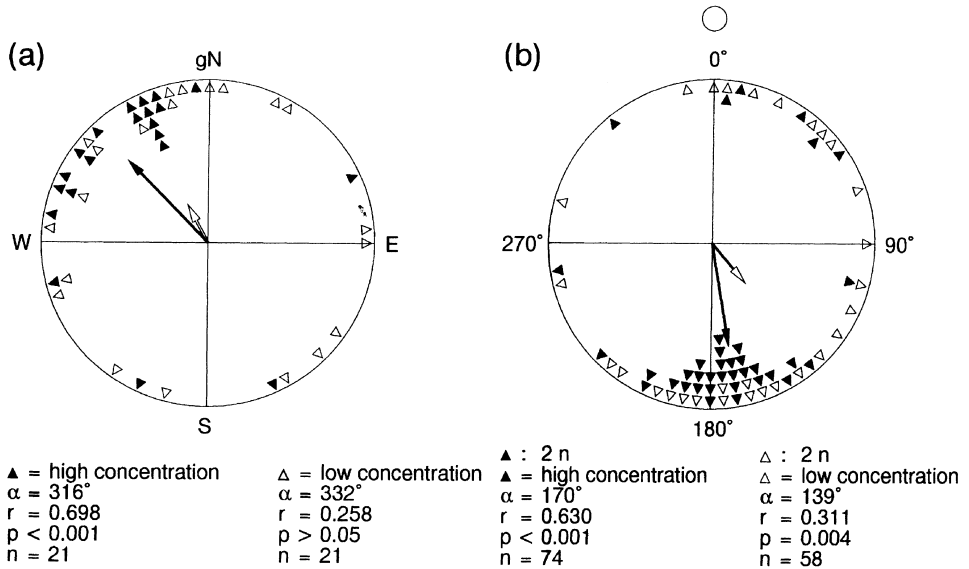 (a)
gN
W
E
S
(b)
0°
270°
90°
180°
▲ = high concentration
α = 316°
r = 0.698
p < 0.001
n = 21
△ = low concentration
α = 332°
r = 0.258
p > 0.05
n = 21
▲ : 2 n
▲ = high concentration
α = 170°
r = 0.630
p < 0.001
n = 74
△ : 2 n
△ = low concentration
α = 139°
r = 0.311
p = 0.004
n = 58